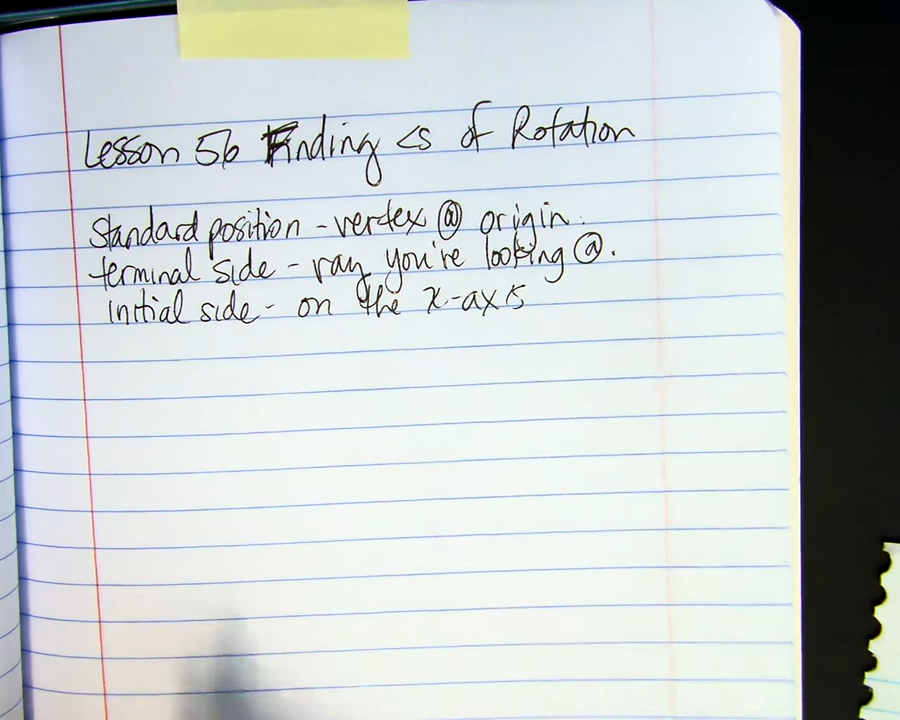 Lesson 56 Finding <s of Rotation
Standard position - vertex @ origin.
terminal side - ray you're looking @.
initial side - on the x-axis